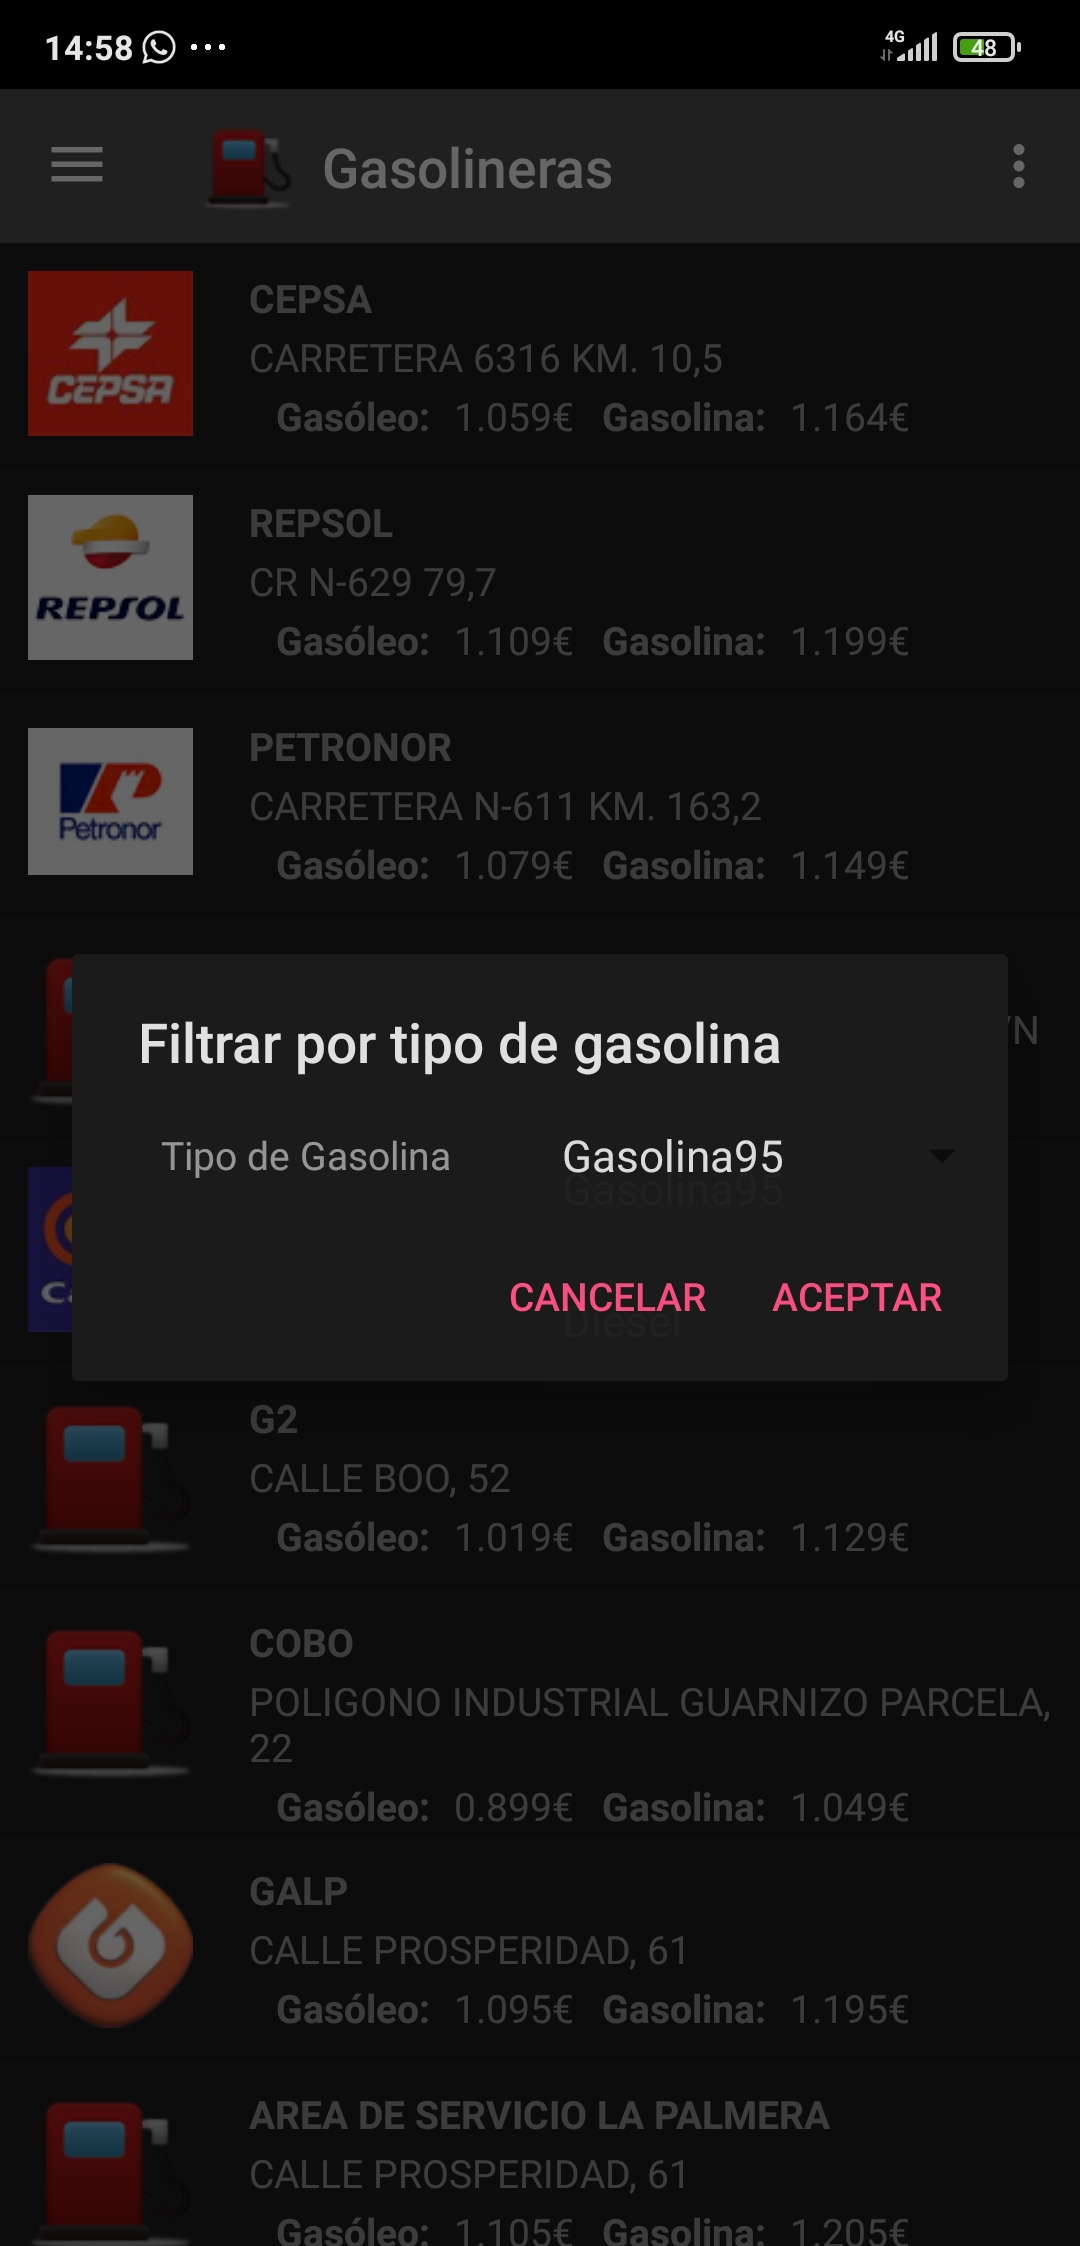 14:58
4G
48
Gasolineras
CEPSA
CEPSA
CARRETERA 6316 KM. 10,5
Gasóleo: 1.059€ Gasolina: 1.164€
REPSOL
REPSOL
CR N-629 79,7
Gasóleo: 1.109€ Gasolina: 1.199€
PETRONOR
Petronor
CARRETERA N-611 KM. 163,2
Gasóleo: 1.079€ Gasolina: 1.149€
Filtrar por tipo de gasolina
Tipo de Gasolina Gasolina95
Gasolina95
CANCELAR ACEPTAR
Diesel
G2
CALLE BOO, 52
Gasóleo: 1.019€ Gasolina: 1.129€
COBO
POLIGONO INDUSTRIAL GUARNIZO PARCELA,
22
Gasóleo: 0.899€ Gasolina: 1.049€
GALP
CALLE PROSPERIDAD, 61
Gasóleo: 1.095€ Gasolina: 1.195€
AREA DE SERVICIO LA PALMERA
CALLE PROSPERIDAD, 61
Gasóleo: 1.105€ Gasolina: 1.205€